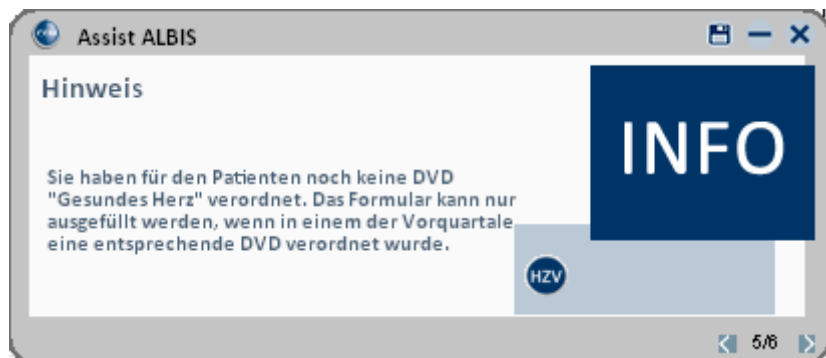 Assist ALBIS
Hinweis
INFO
Sie haben für den Patienten noch keine DVD
"Gesundes Herz" verordnet. Das Formular kann nur
ausgefüllt werden, wenn in einem der Vorquartale
eine entsprechende DVD verordnet wurde.
HZV
5/6